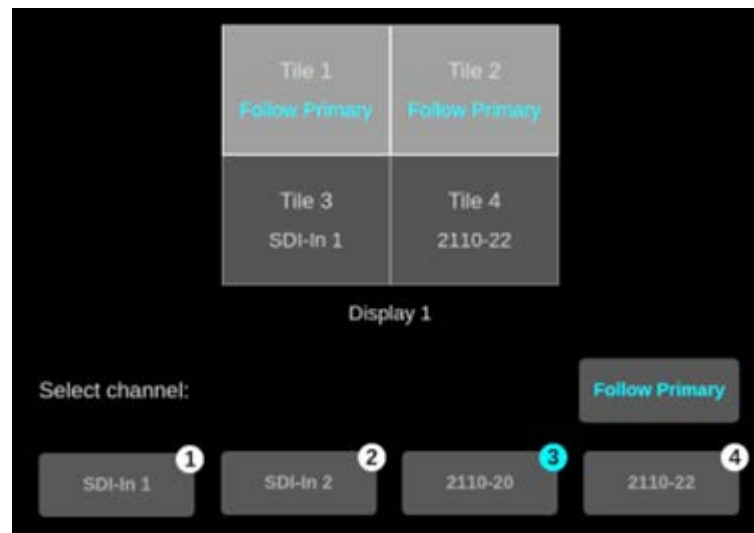 Tile 1 Tile 2
Follow Primary Follow Primary
Tile 3 Tile 4
SDI-In 1 2110-22
Display 1
Select channel: Follow Primary
1 2 3 4
SDI-In 1 SDI-In 2 2110-20 2110-22